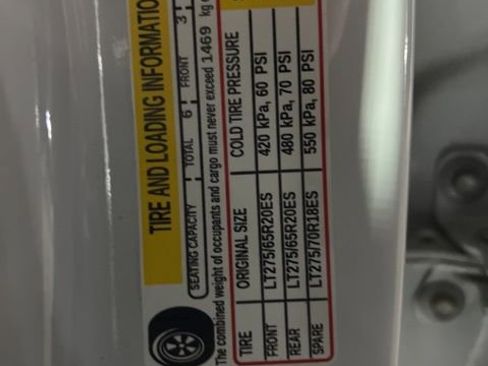 TIRE AND LOADING INFORMATIO
SEATING CAPACITY TOTAL 6 FRONT 3
The combined weight of occupants and cargo must never exceed 1469 kg
TIRE ORIGINAL SIZE COLD TIRE PRESSURE
FRONT LT275/65R20ES 420 kPa, 60 PSI
REAR LT275/65R20ES 480 kPa, 70 PSI
SPARE LT275/70R18ES 550 kPa, 80 PSI